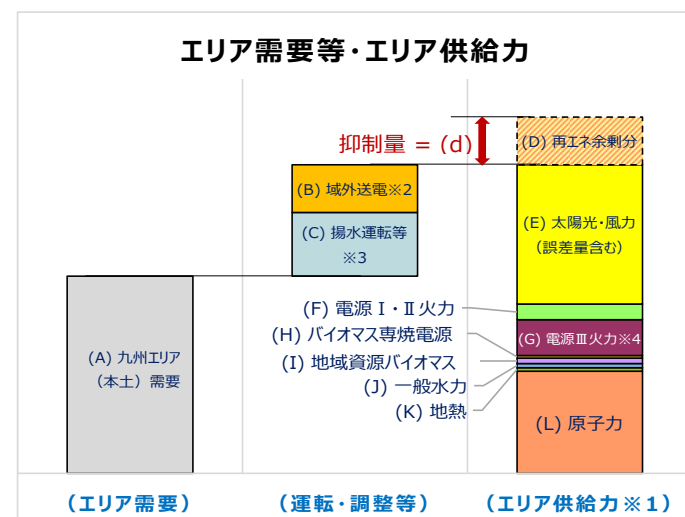 エリア需要等・エリア供給力
抑制量 = (d)
(D) 再エネ余剰分
(B) 域外送電※2
(C) 揚水運転等
※3
(E) 太陽光・風力
(誤差量含む)
(F) 電源Ⅰ・Ⅱ火力
(H) バイオマス専焼電源
(G) 電源Ⅲ火力※4
(I) 地域資源バイオマス
(J) 一般水力
(K) 地熱
(A) 九州エリア
(本土) 需要
(L) 原子力
(エリア需要)
(運転・調整等)
(エリア供給力※1)